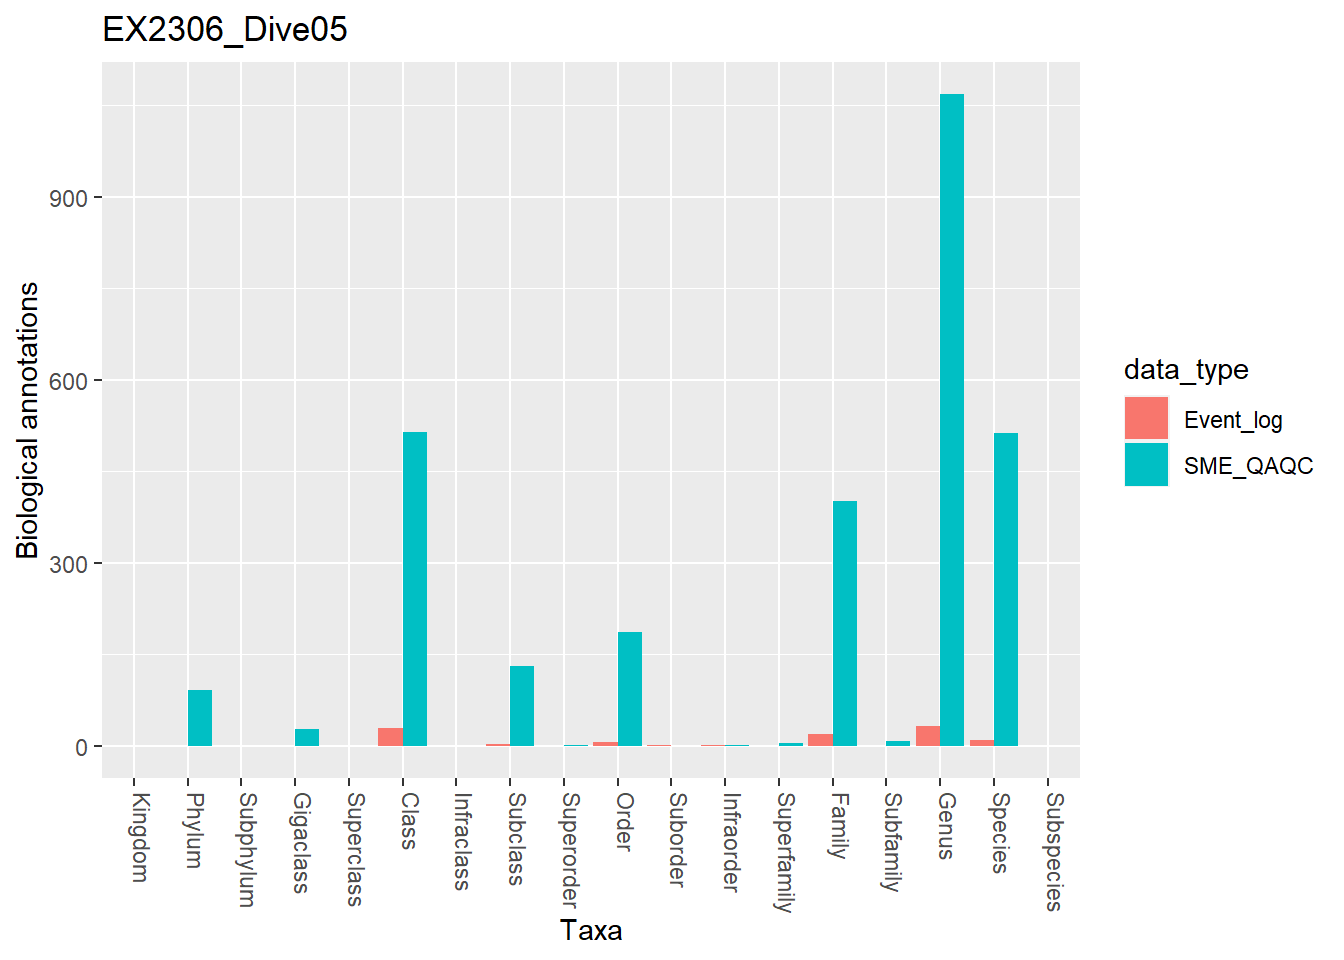 EX2306_Dive05
Biological annotations
900
600
300
0
Kingdom
Phylum
Subphylum
Gigaclass
Superclass
Class
Infraclass
Subclass
Superorder
Order
Suborder
Infraorder
Superfamily
Family
Subfamily
Genus
Species
Subspecies
Taxa
data_type
Event_log
SME_QAQC